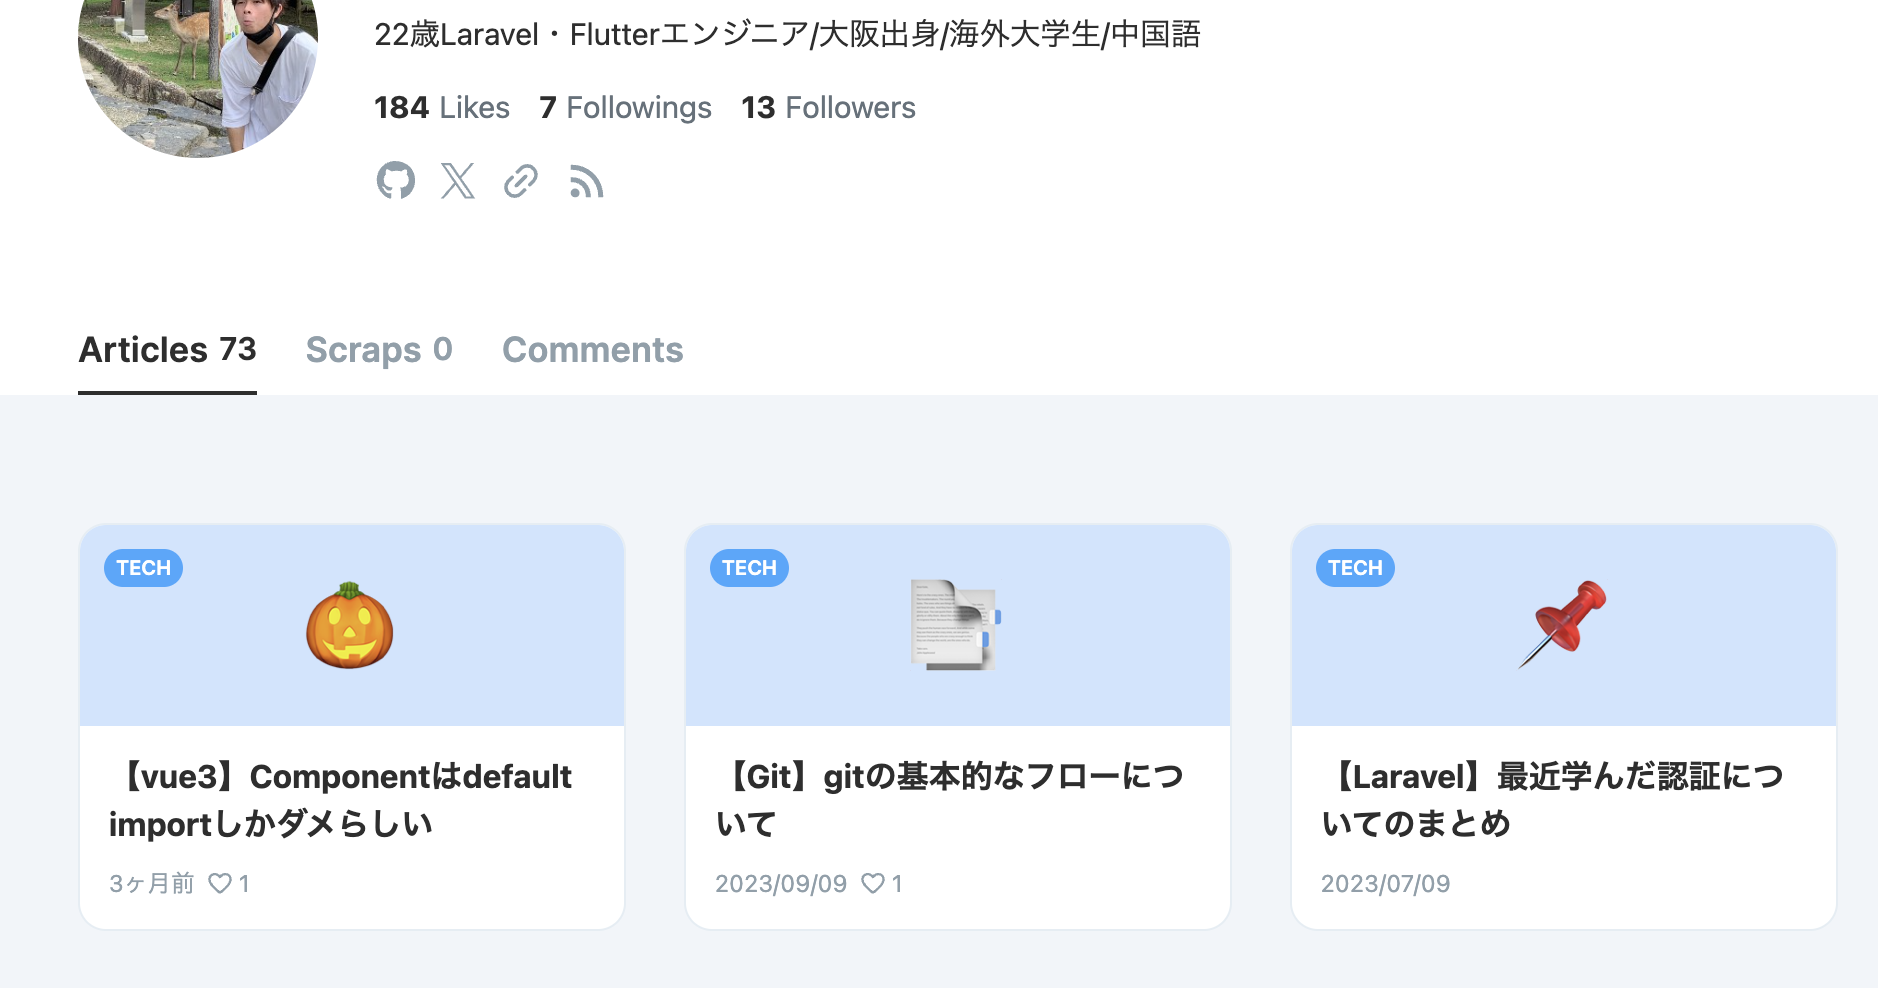 22歳Laravel・Flutterエンジニア/大阪出身/海外大学生/中国語
184 Likes 7 Followings 13 Followers
Articles 73 Scraps 0 Comments
TECH
【vue3】Componentはdefault
importしかダメらしい
3ヶ月前 1
TECH
【Git】gitの基本的なフローにつ
いて
2023/09/09 1
TECH
【Laravel】最近学んだ認証につ
いてのまとめ
2023/07/09